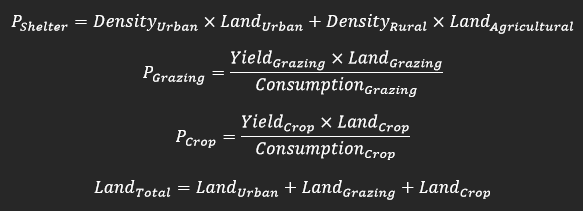 P_Shelter = Density_Urban × Land_Urban + Density_Rural × Land_Agricultural
P_Grazing = (Yield_Grazing × Land_Grazing) / Consumption_Grazing
P_Crop = (Yield_Crop × Land_Crop) / Consumption_Crop
Land_Total = Land_Urban + Land_Grazing + Land_Crop